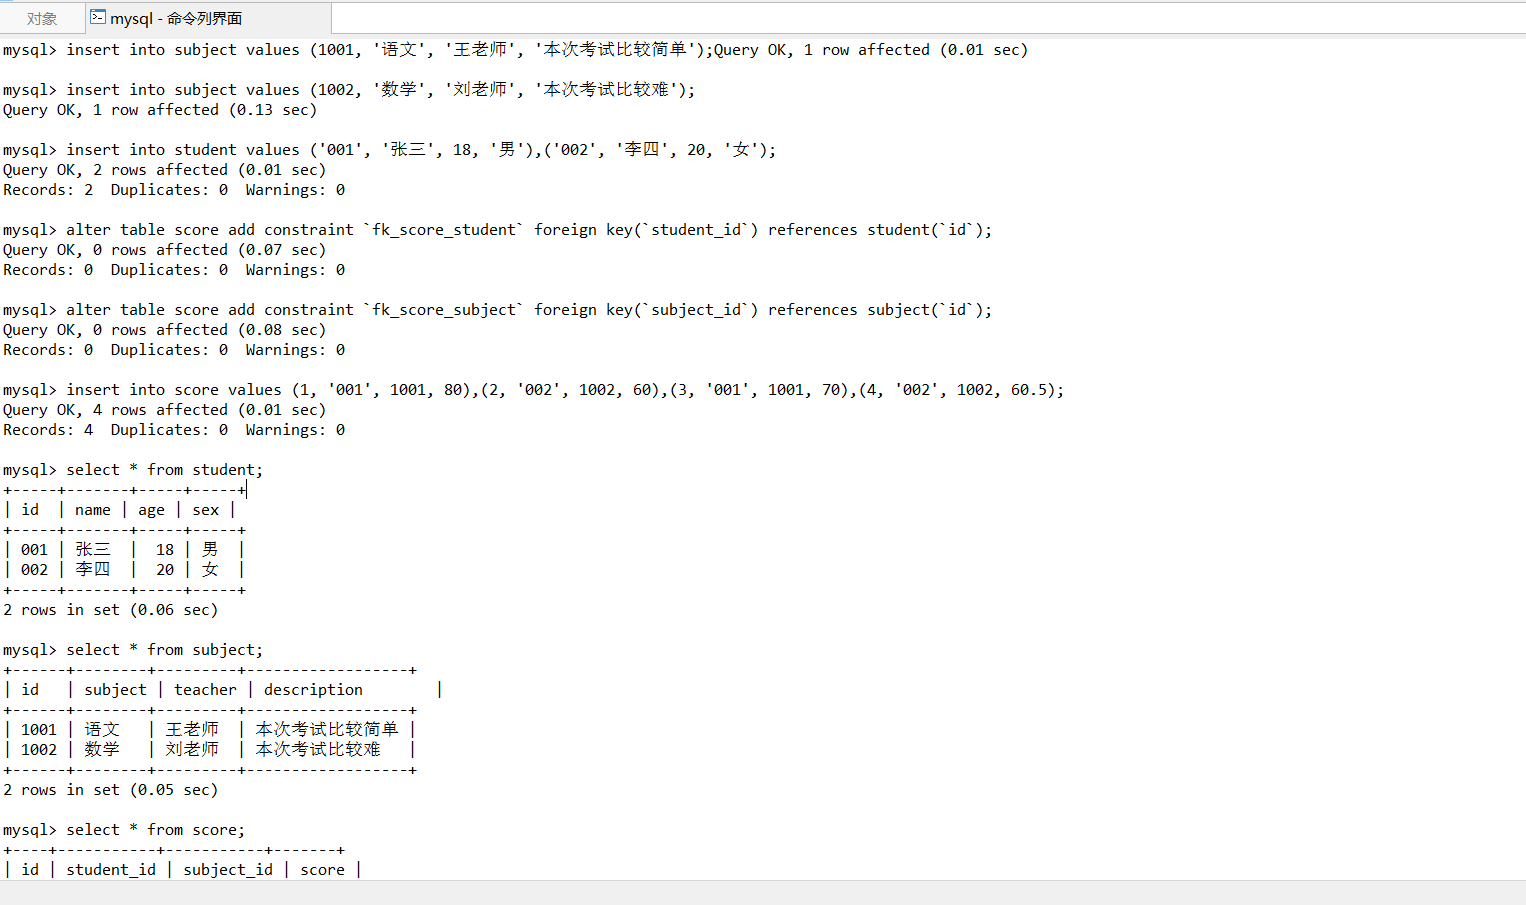 对象 mysql - 命令列界面
mysql> insert into subject values (1001, '语文', '王老师', '本次考试比较简单');Query OK, 1 row affected (0.01 sec)
mysql> insert into subject values (1002, '数学', '刘老师', '本次考试比较难');
Query OK, 1 row affected (0.13 sec)
mysql> insert into student values ('001', '张三', 18, '男'),('002', '李四', 20, '女');
Query OK, 2 rows affected (0.01 sec)
Records: 2  Duplicates: 0  Warnings: 0
mysql> alter table score add constraint `fk_score_student` foreign key(`student_id`) references student(`id`);
Query OK, 0 rows affected (0.07 sec)
Records: 0  Duplicates: 0  Warnings: 0
mysql> alter table score add constraint `fk_score_subject` foreign key(`subject_id`) references subject(`id`);
Query OK, 0 rows affected (0.08 sec)
Records: 0  Duplicates: 0  Warnings: 0
mysql> insert into score values (1, '001', 1001, 80),(2, '002', 1002, 60),(3, '001', 1001, 70),(4, '002', 1002, 60.5);
Query OK, 4 rows affected (0.01 sec)
Records: 4  Duplicates: 0  Warnings: 0
mysql> select * from student;
+-----+-------+-----+-----+
| id  | name | age | sex |
+-----+-------+-----+-----+
| 001 | 张三  |  18 | 男  |
| 002 | 李四  |  20 | 女  |
+-----+-------+-----+-----+
2 rows in set (0.06 sec)
mysql> select * from subject;
+------+--------+---------+------------------+
| id   | subject | teacher | description        |
+------+--------+---------+------------------+
| 1001 | 语文   | 王老师  | 本次考试比较简单 |
| 1002 | 数学   | 刘老师  | 本次考试比较难   |
+------+--------+---------+------------------+
2 rows in set (0.05 sec)
mysql> select * from score;
+----+-----------+-----------+-------+
| id | student_id | subject_id | score |